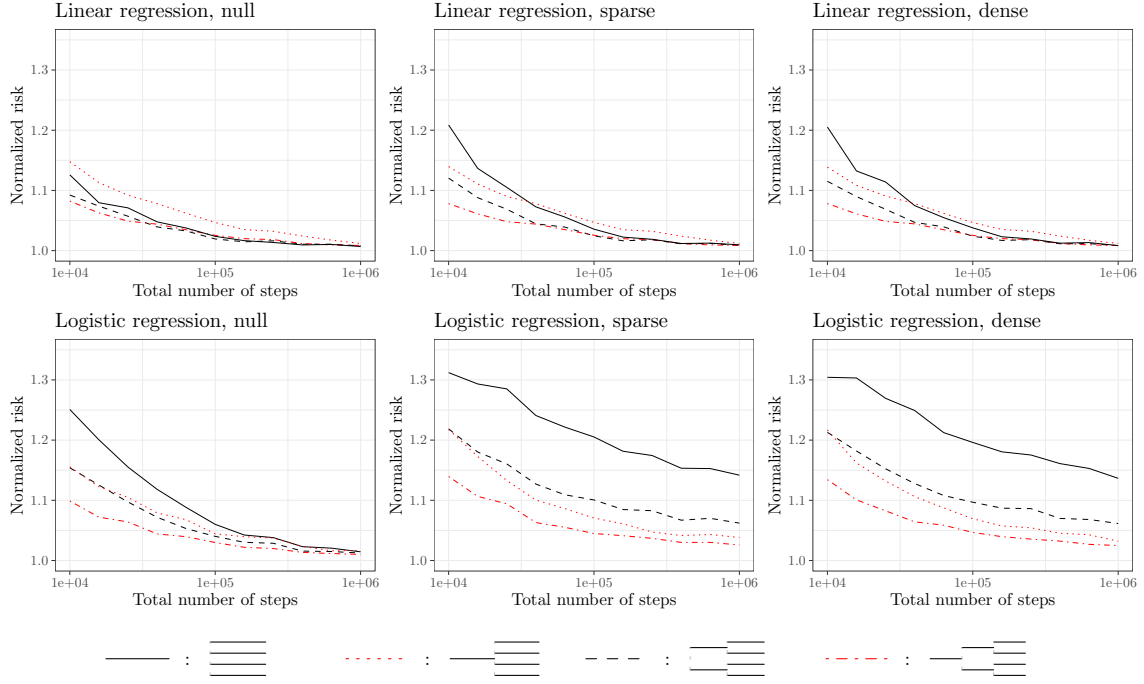 Linear regression, null
Linear regression, sparse
Linear regression, dense
Normalized risk
1.3
1.2
1.1
1.0
1e+04
1e+05
1e+06
Total number of steps
Normalized risk
1.3
1.2
1.1
1.0
1e+04
1e+05
1e+06
Total number of steps
Normalized risk
1.3
1.2
1.1
1.0
1e+04
1e+05
1e+06
Total number of steps
Logistic regression, null
Logistic regression, sparse
Logistic regression, dense
Normalized risk
1.3
1.2
1.1
1.0
1e+04
1e+05
1e+06
Total number of steps
Normalized risk
1.3
1.2
1.1
1.0
1e+04
1e+05
1e+06
Total number of steps
Normalized risk
1.3
1.2
1.1
1.0
1e+04
1e+05
1e+06
Total number of steps
: : : :